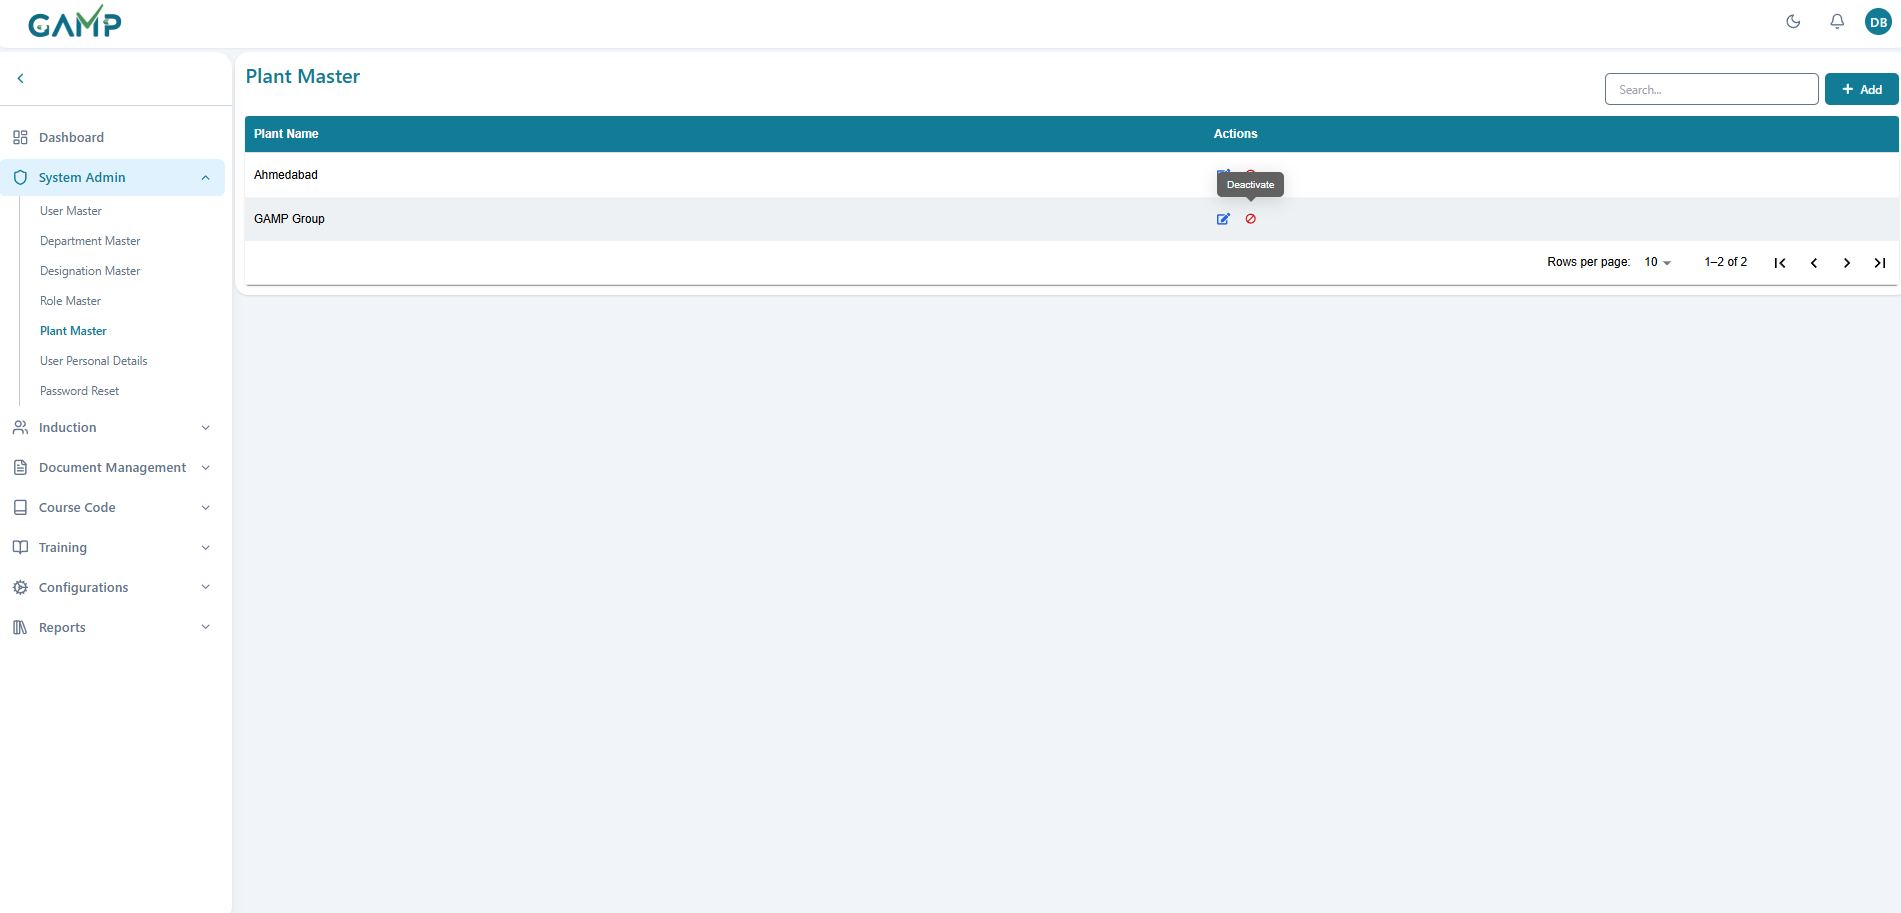 GAMP
DB
Plant Master
Search...
+ Add
Dashboard
System Admin
User Master
Department Master
Designation Master
Role Master
Plant Master
User Personal Details
Password Reset
Induction
Document Management
Course Code
Training
Configurations
Reports
Plant Name Actions
Ahmedabad
Deactivate
GAMP Group
Rows per page: 10 1–2 of 2